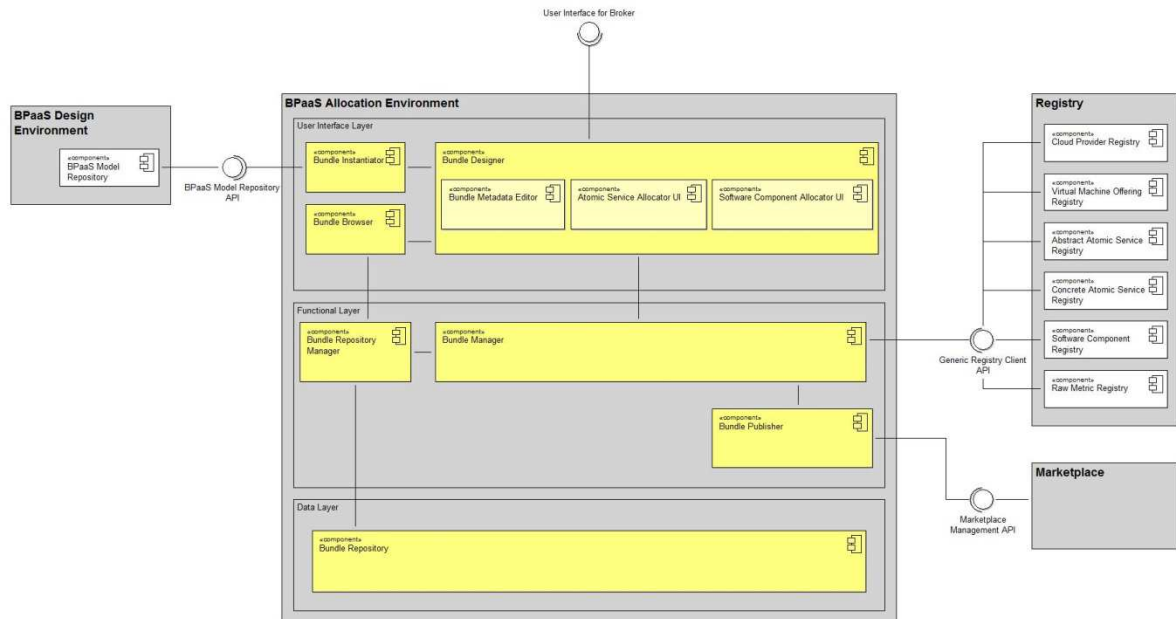 User Interface for Broker
BPaaS Design
Environment
«component»
BPaaS Model
Repository
BPaaS Model Repository
API
BPaaS Allocation Environment
User Interface Layer
«component»
Bundle Instantiator
«component»
Bundle Designer
«component»
Bundle Metadata Editor
«component»
Atomic Service Allocator UI
«component»
Software Component Allocator UI
«component»
Bundle Browser
Functional Layer
«component»
Bundle Repository
Manager
«component»
Bundle Manager
«component»
Bundle Publisher
Data Layer
«component»
Bundle Repository
Generic Registry Client
API
Marketplace
Management API
Registry
«component»
Cloud Provider Registry
«component»
Virtual Machine Offering
Registry
«component»
Abstract Atomic Service
Registry
«component»
Concrete Atomic Service
Registry
«component»
Software Component
Registry
«component»
Raw Metric Registry
Marketplace